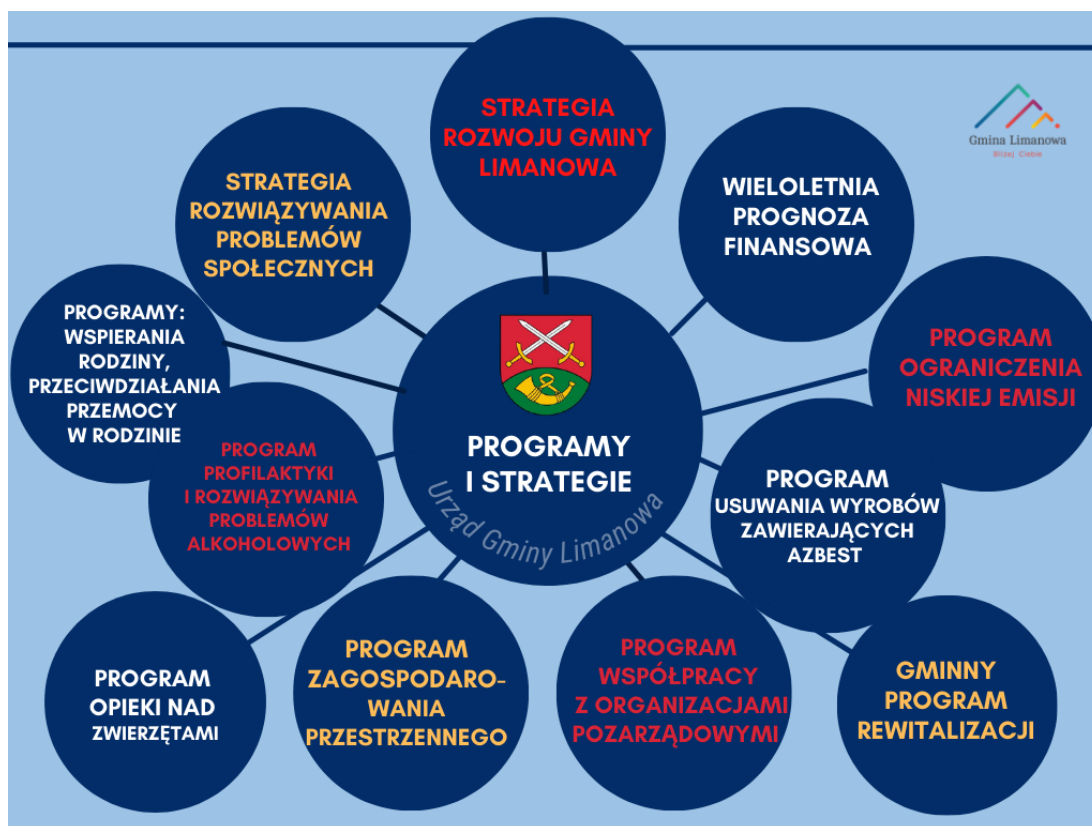 STRATEGIA
ROZWOJU GMINY
LIMANOWA
Gmina Limanowa
Bliżej Ciebie
STRATEGIA
ROZWIĄZYWANIA
PROBLEMÓW
SPOŁECZNYCH
WIELOLETNIA
PROGNOZA
FINANSOWA
PROGRAMY:
WSPIERANIA
RODZINY,
PRZECIWDZIAŁANIA
PRZEMOCY
W RODZINIE
PROGRAM
OGRANICZENIA
NISKIEJ EMISJI
PROGRAMY
I STRATEGIE
Urząd Gminy Limanowa
PROGRAM
PROFILAKTYKI
I ROZWIĄZYWANIA
PROBLEMÓW
ALKOHOLOWYCH
PROGRAM
USUWANIA WYROBÓW
ZAWIERAJĄCYCH
AZBEST
PROGRAM
OPIEKI NAD
ZWIERZĘTAMI
PROGRAM
ZAGOSPODARO-
WANIA
PRZESTRZENNEGO
PROGRAM
WSPÓŁPRACY
Z ORGANIZACJAMI
POZARZĄDOWYMI
GMINNY
PROGRAM
REWITALIZACJI